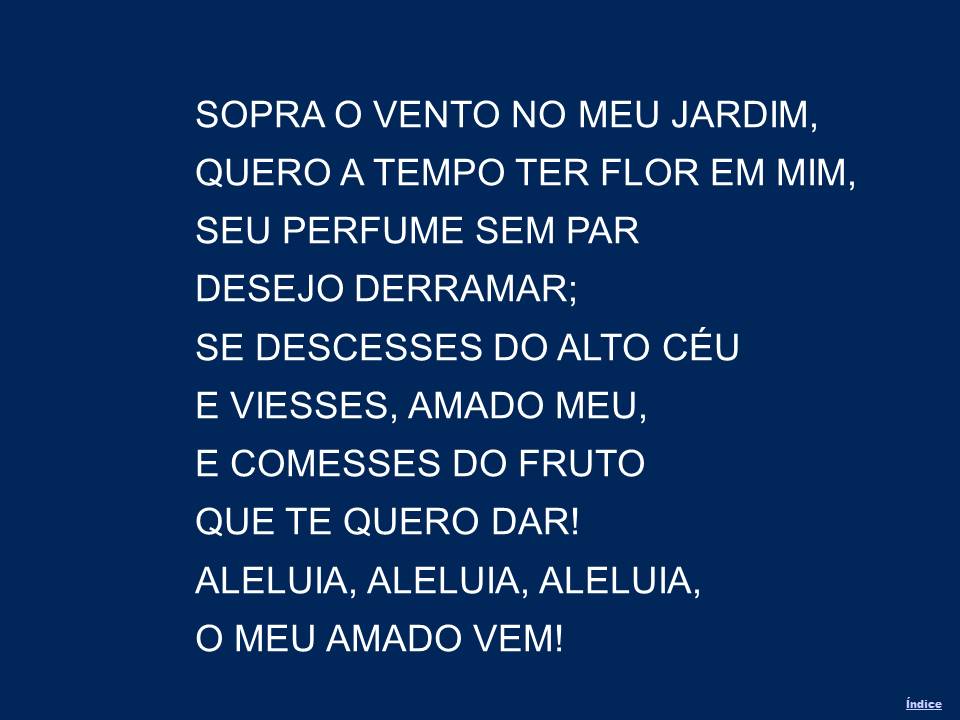 SOPRA O VENTO NO MEU JARDIM,
QUERO A TEMPO TER FLOR EM MIM,
SEU PERFUME SEM PAR
DESEJO DERRAMAR;
SE DESCESSES DO ALTO CÉU
E VIESSES, AMADO MEU,
E COMESSES DO FRUTO
QUE TE QUERO DAR!
ALELUIA, ALELUIA, ALELUIA,
O MEU AMADO VEM!
Índice